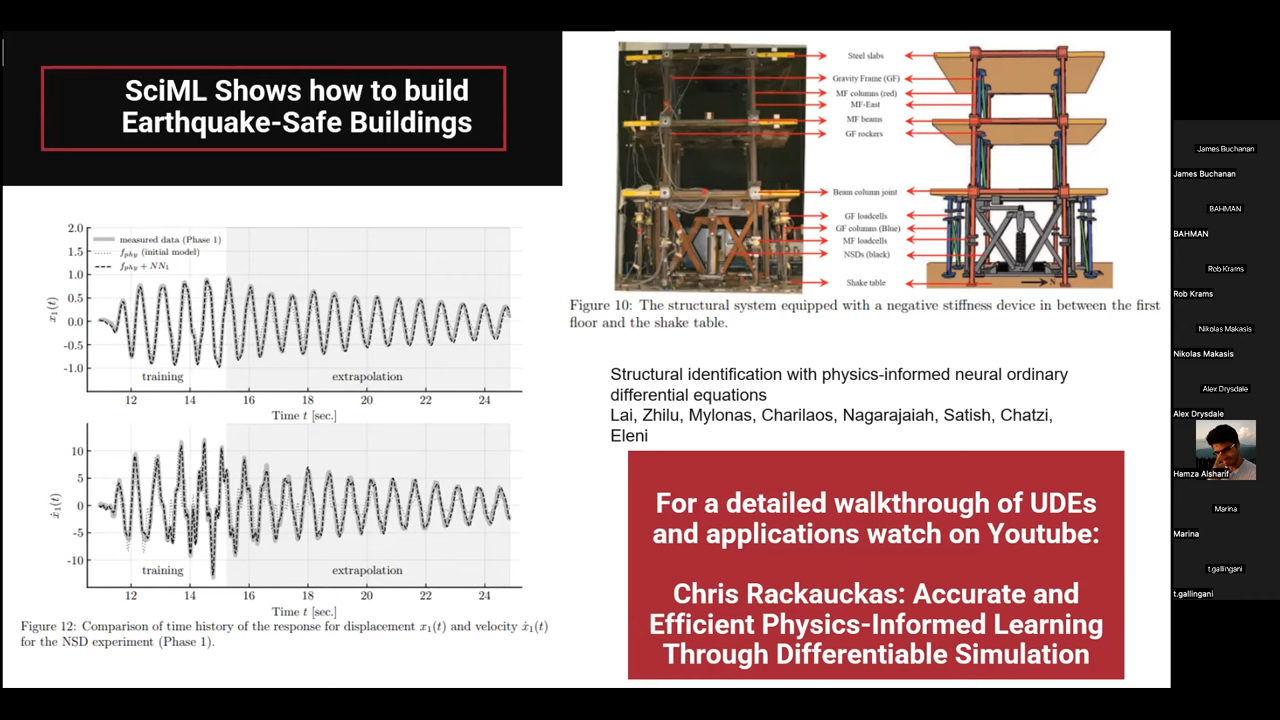 SciML Shows how to build
Earthquake-Safe Buildings
2.0
1.5
1.0
0.5
0.0
-0.5
-1.0
x₁(t)
measured data (Phase 1)
f_phy (initial model)
f_phy + NN₁
training
extrapolation
12
14
16
18
20
22
24
Time t [sec.]
10
5
0
-5
-10
ẋ₁(t)
training
extrapolation
12
14
16
18
20
22
24
Time t [sec.]
Figure 12: Comparison of time history of the response for displacement x₁(t) and velocity ẋ₁(t)
for the NSD experiment (Phase 1).
Steel slabs
Gravity Frame (GF)
MF columns (red)
MF-East
MF beams
GF rockers
Beam column joint
GF loadcells
GF columns (Blue)
MF loadcells
NSDs (black)
Shake table
N
Figure 10: The structural system equipped with a negative stiffness device in between the first
floor and the shake table.
Structural identification with physics-informed neural ordinary
differential equations
Lai, Zhilu, Mylonas, Charilaos, Nagarajaiah, Satish, Chatzi,
Eleni
For a detailed walkthrough of UDEs
and applications watch on Youtube:
Chris Rackauckas: Accurate and
Efficient Physics-Informed Learning
Through Differentiable Simulation
James Buchanan
James Buchanan
BAHMAN
BAHMAN
Rob Krams
Rob Krams
Nikolas Makasis
Nikolas Makasis
Alex Drysdale
Alex Drysdale
Hamza Alsharif
Marina
Marina
t.gallingani
t.gallingani